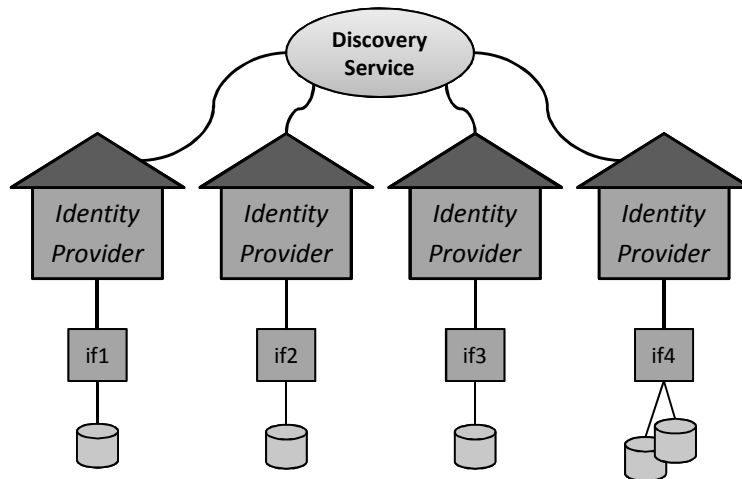 Discovery
Service
Identity
Provider
Identity
Provider
Identity
Provider
Identity
Provider
if1
if2
if3
if4